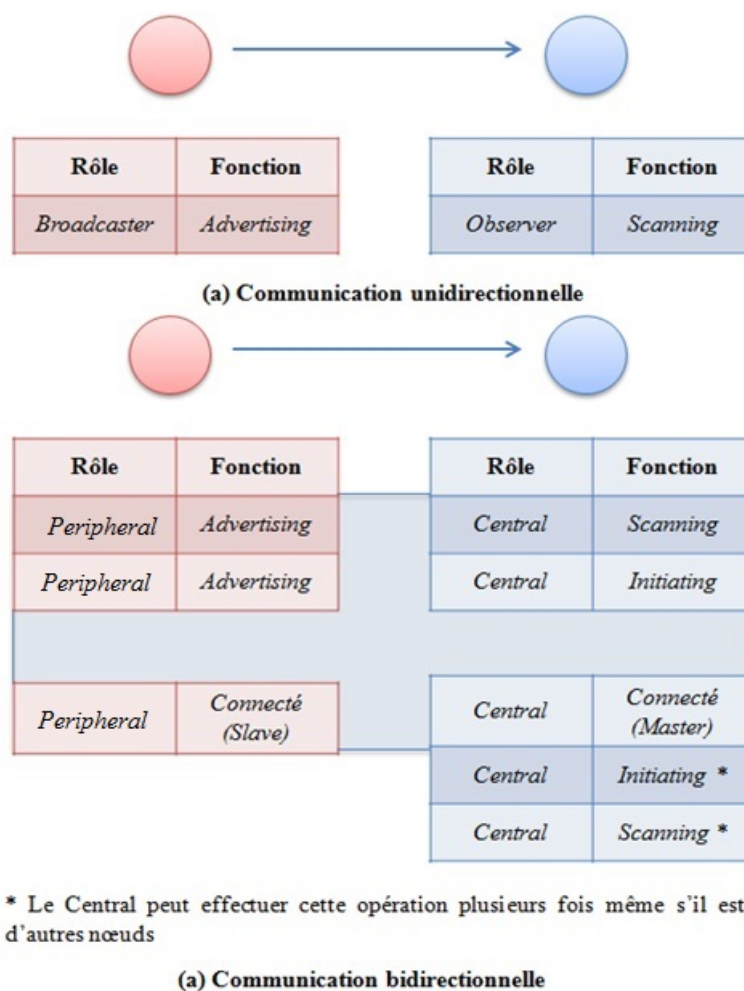 Rôle Fonction Rôle Fonction
Broadcaster Advertising Observer Scanning
(a) Communication unidirectionnelle
Rôle Fonction Rôle Fonction
Peripheral Advertising Central Scanning
Peripheral Advertising Central Initiating
Peripheral Connecté (Slave) Central Connecté (Master)
Central Initiating *
Central Scanning *
* Le Central peut effectuer cette opération plusieurs fois même s'il est
d'autres nœuds
(a) Communication bidirectionnelle